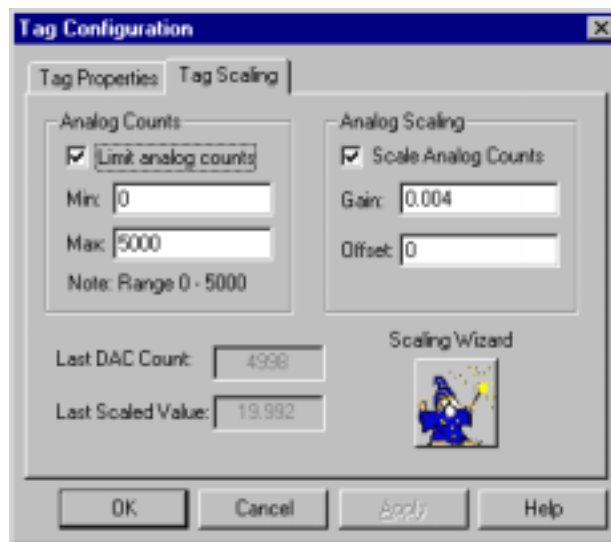 Tag Configuration
Tag Properties
Tag Scaling
Analog Counts
Limit analog counts
Min: 0
Max: 5000
Note: Range 0 - 5000
Analog Scaling
Scale Analog Counts
Gain: 0.004
Offset: 0
Last DAC Count: 4998
Last Scaled Value: 19.992
Scaling Wizard
OK
Cancel
Apply
Help